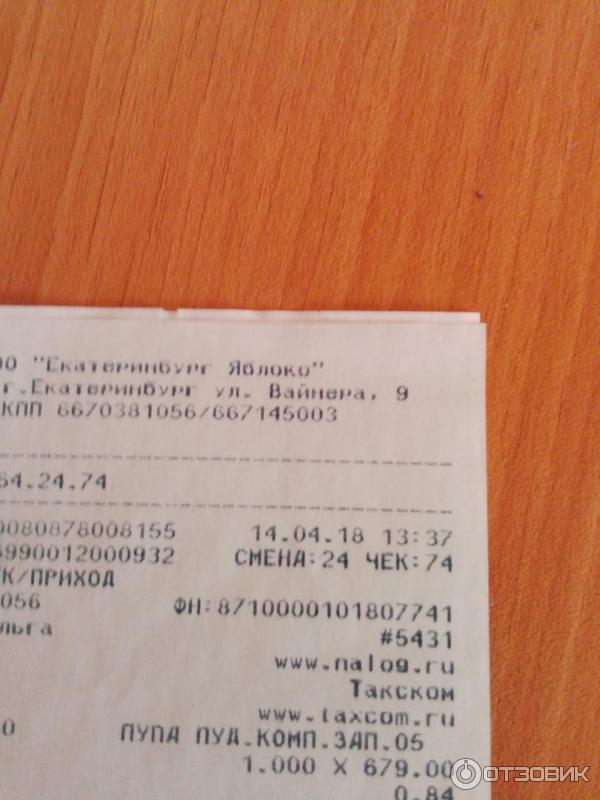 ОО "Екатеринбург Яблоко"
г.Екатеринбург ул. Вайнера, 9
КПП 6670381056/667145003
64.24.74
0080878008155 14.04.18 13:37
8990012000932 СМЕНА:24 ЧЕК:74
К/ПРИХОД
056 ФН:8710000101807741
льга #5431
www.nalog.ru
Такском
www.taxcom.ru
0 ПУПА ПУД.КОМП.ЗАП.05
1.000 X 679.00
0.84
ОТЗОВИК